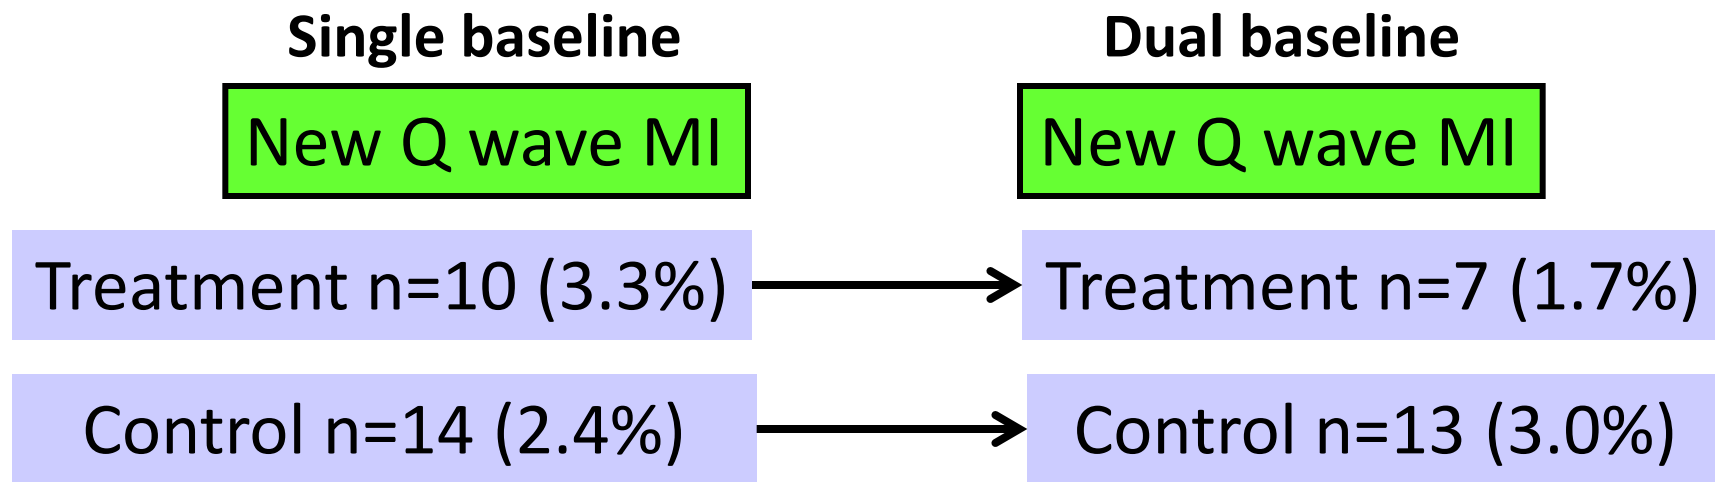 Single baseline
Dual baseline
New Q wave MI
New Q wave MI
Treatment n=10 (3.3%)
Treatment n=7 (1.7%)
Control n=14 (2.4%)
Control n=13 (3.0%)